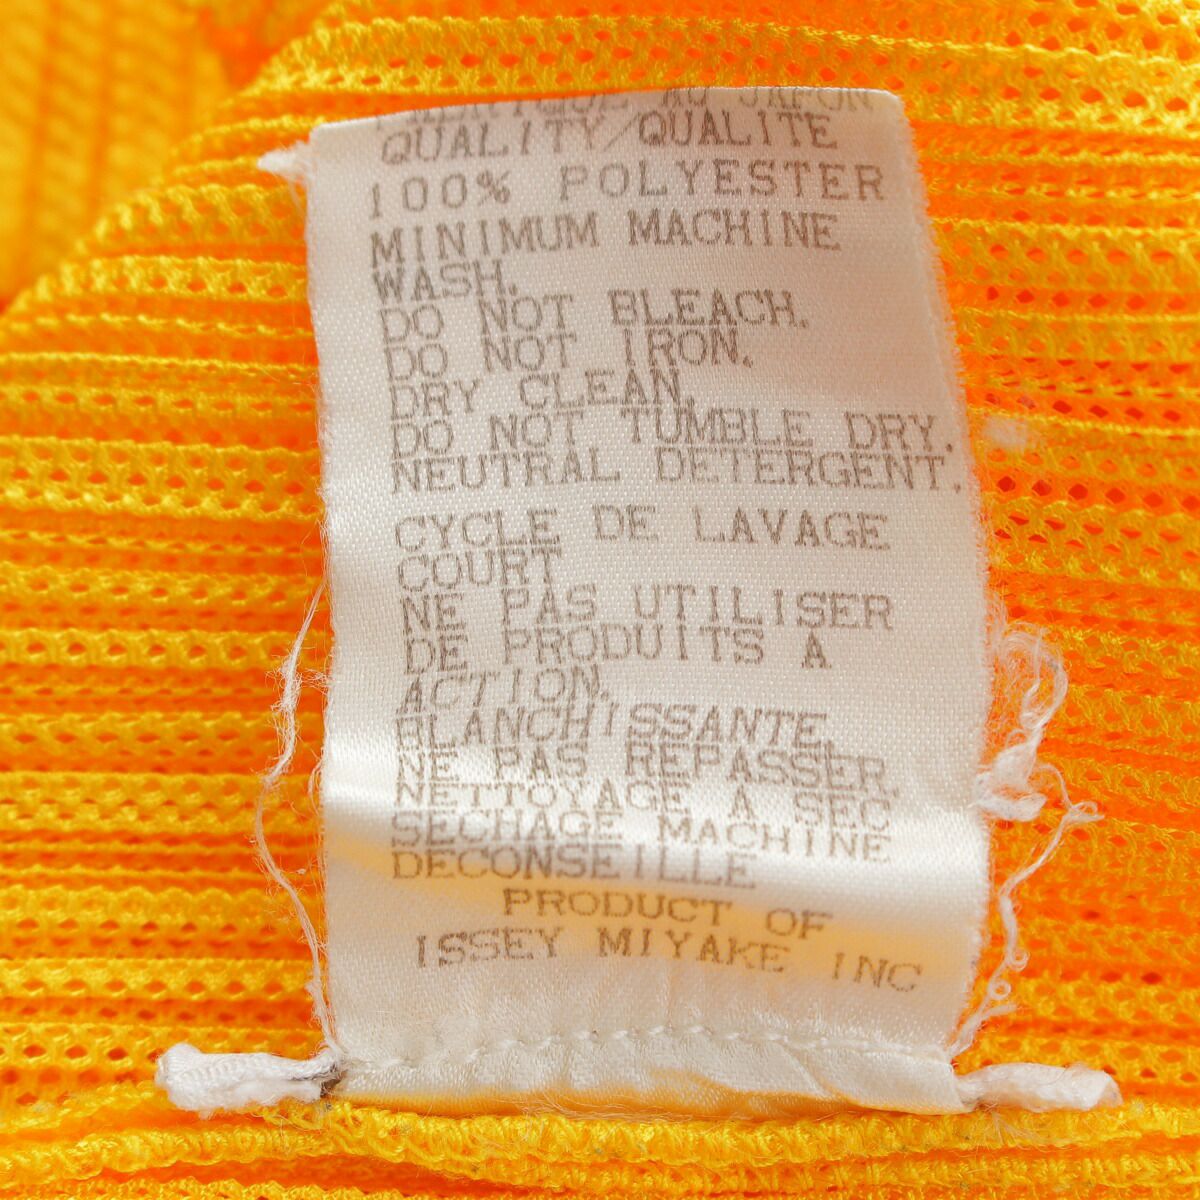 AU JAPON
QUALITY/QUALITE
100% POLYESTER
MINIMUM MACHINE
WASH.
DO NOT BLEACH.
DO NOT IRON.
DRY CLEAN.
DO NOT TUMBLE DRY.
NEUTRAL DETERGENT.
CYCLE DE LAVAGE
COURT
NE PAS UTILISER
DE PRODUITS A
ACTION.
BLANCHISSANTE.
NE PAS REPASSER.
NETTOYAGE A SEC
SECHAGE MACHINE
DECONSEILLE
PRODUCT OF
ISSEY MIYAKE INC